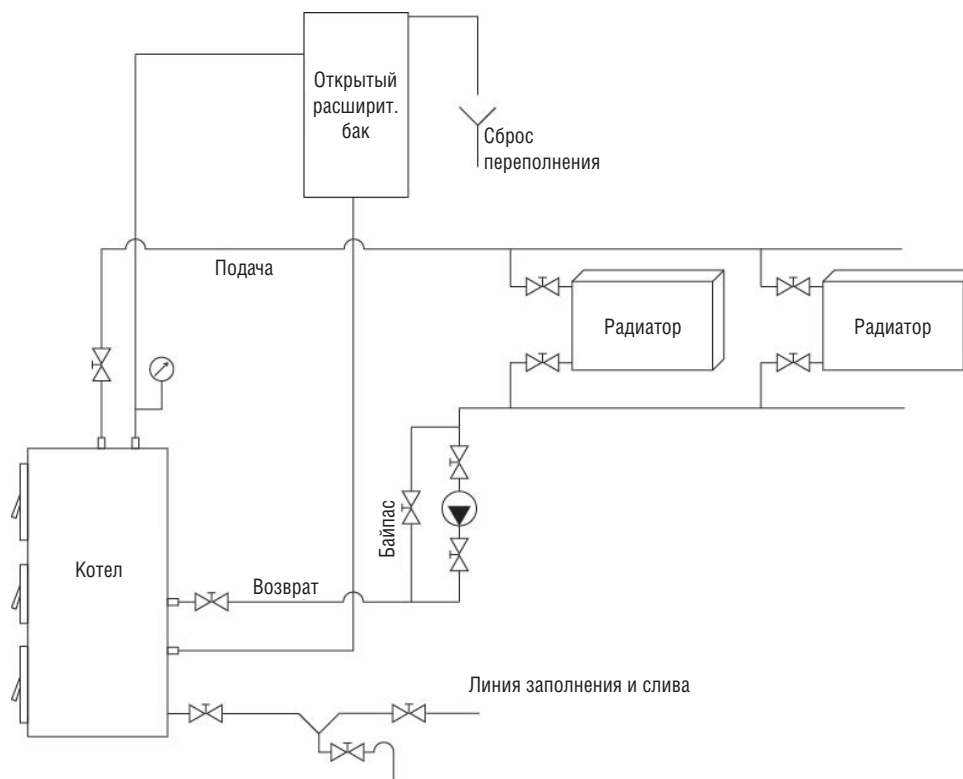 Открытый
расширит.
бак
Сброс
переполнения
Подача
Радиатор
Радиатор
Байпас
Котел
Возврат
Линия заполнения и слива